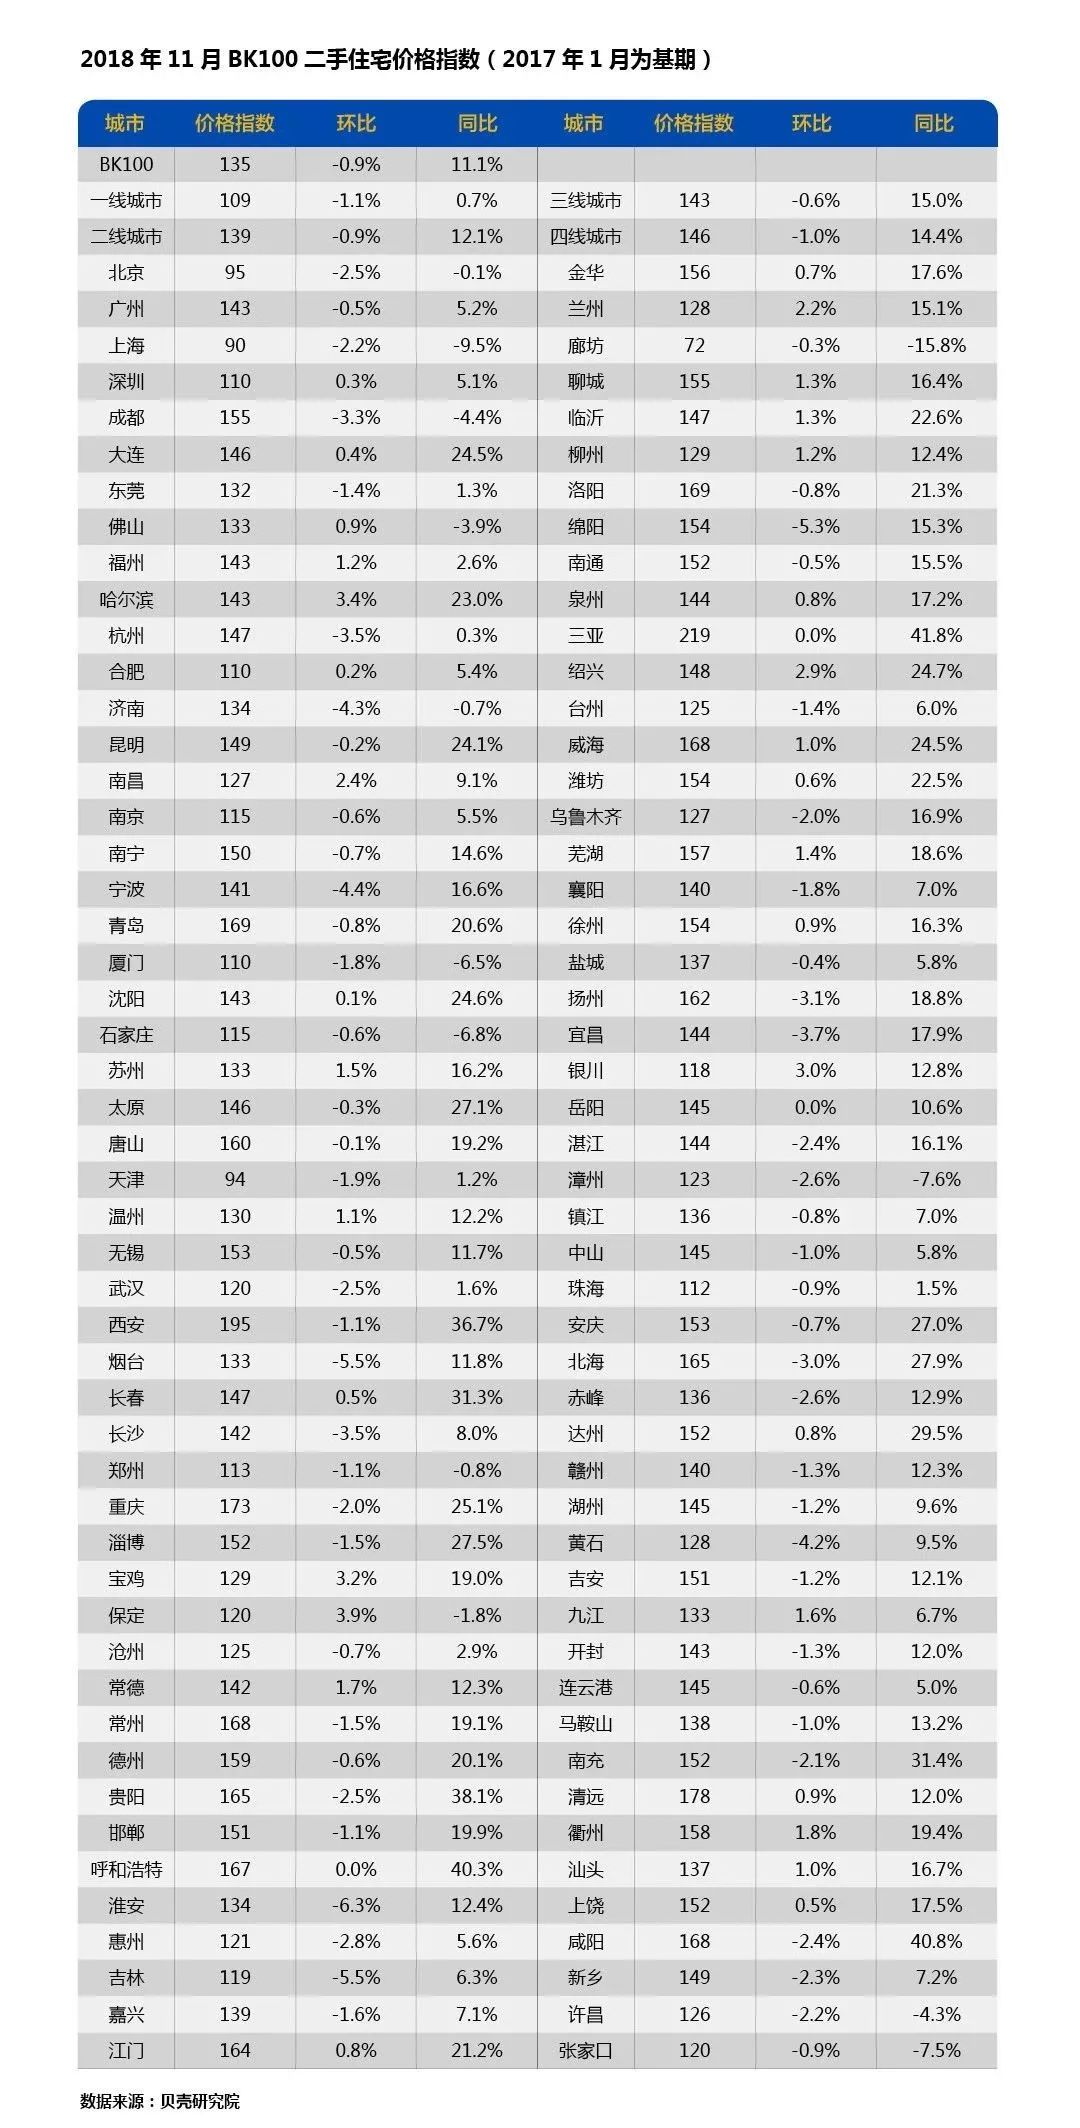 2018 年 11 月 BK100 二手住宅价格指数（2017 年 1 月为基期）
城市 价格指数 环比 同比 城市 价格指数 环比 同比
BK100 135 -0.9% 11.1%
一线城市 109 -1.1% 0.7% 三线城市 143 -0.6% 15.0%
二线城市 139 -0.9% 12.1% 四线城市 146 -1.0% 14.4%
北京 95 -2.5% -0.1% 金华 156 0.7% 17.6%
广州 143 -0.5% 5.2% 兰州 128 2.2% 15.1%
上海 90 -2.2% -9.5% 廊坊 72 -0.3% -15.8%
深圳 110 0.3% 5.1% 聊城 155 1.3% 16.4%
成都 155 -3.3% -4.4% 临沂 147 1.3% 22.6%
大连 146 0.4% 24.5% 柳州 129 1.2% 12.4%
东莞 132 -1.4% 1.3% 洛阳 169 -0.8% 21.3%
佛山 133 0.9% -3.9% 绵阳 154 -5.3% 15.3%
福州 143 1.2% 2.6% 南通 152 -0.5% 15.5%
哈尔滨 143 3.4% 23.0% 泉州 144 0.8% 17.2%
杭州 147 -3.5% 0.3% 三亚 219 0.0% 41.8%
合肥 110 0.2% 5.4% 绍兴 148 2.9% 24.7%
济南 134 -4.3% -0.7% 台州 125 -1.4% 6.0%
昆明 149 -0.2% 24.1% 威海 168 1.0% 24.5%
南昌 127 2.4% 9.1% 潍坊 154 0.6% 22.5%
南京 115 -0.6% 5.5% 乌鲁木齐 127 -2.0% 16.9%
南宁 150 -0.7% 14.6% 芜湖 157 1.4% 18.6%
宁波 141 -4.4% 16.6% 襄阳 140 -1.8% 7.0%
青岛 169 -0.8% 20.6% 徐州 154 0.9% 16.3%
厦门 110 -1.8% -6.5% 盐城 137 -0.4% 5.8%
沈阳 143 0.1% 24.6% 扬州 162 -3.1% 18.8%
石家庄 115 -0.6% -6.8% 宜昌 144 -3.7% 17.9%
苏州 133 1.5% 16.2% 银川 118 3.0% 12.8%
太原 146 -0.3% 27.1% 岳阳 145 0.0% 10.6%
唐山 160 -0.1% 19.2% 湛江 144 -2.4% 16.1%
天津 94 -1.9% 1.2% 漳州 123 -2.6% -7.6%
温州 130 1.1% 12.2% 镇江 136 -0.8% 7.0%
无锡 153 -0.5% 11.7% 中山 145 -1.0% 5.8%
武汉 120 -2.5% 1.6% 珠海 112 -0.9% 1.5%
西安 195 -1.1% 36.7% 安庆 153 -0.7% 27.0%
烟台 133 -5.5% 11.8% 北海 165 -3.0% 27.9%
长春 147 0.5% 31.3% 赤峰 136 -2.6% 12.9%
长沙 142 -3.5% 8.0% 达州 152 0.8% 29.5%
郑州 113 -1.1% -0.8% 赣州 140 -1.3% 12.3%
重庆 173 -2.0% 25.1% 湖州 145 -1.2% 9.6%
淄博 152 -1.5% 27.5% 黄石 128 -4.2% 9.5%
宝鸡 129 3.2% 19.0% 吉安 151 -1.2% 12.1%
保定 120 3.9% -1.8% 九江 133 1.6% 6.7%
沧州 125 -0.7% 2.9% 开封 143 -1.3% 12.0%
常德 142 1.7% 12.3% 连云港 145 -0.6% 5.0%
常州 168 -1.5% 19.1% 马鞍山 138 -1.0% 13.2%
德州 159 -0.6% 20.1% 南充 152 -2.1% 31.4%
贵阳 165 -2.5% 38.1% 清远 178 0.9% 12.0%
邯郸 151 -1.1% 19.9% 衢州 158 1.8% 19.4%
呼和浩特 167 0.0% 40.3% 汕头 137 1.0% 16.7%
淮安 134 -6.3% 12.4% 上饶 152 0.5% 17.5%
惠州 121 -2.8% 5.6% 咸阳 168 -2.4% 40.8%
吉林 119 -5.5% 6.3% 新乡 149 -2.3% 7.2%
嘉兴 139 -1.6% 7.1% 许昌 126 -2.2% -4.3%
江门 164 0.8% 21.2% 张家口 120 -0.9% -7.5%
数据来源：贝壳研究院